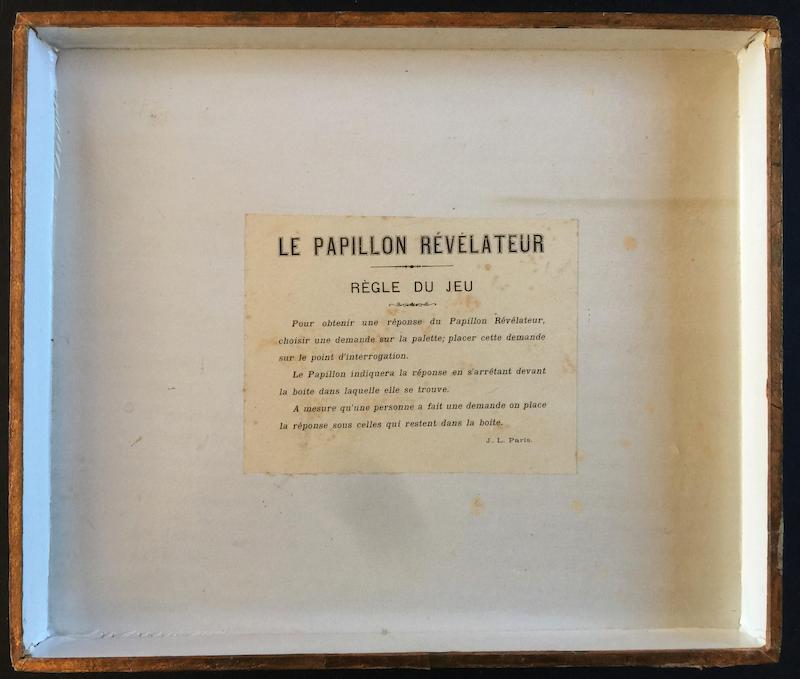 LE PAPILLON RÉVÉLATEUR
RÈGLE DU JEU
Pour obtenir une réponse du Papillon Révélateur,
choisir une demande sur la palette; placer cette demande
sur le point d'interrogation.
Le Papillon indiquera la réponse en s'arrêtant devant
la boîte dans laquelle elle se trouve.
A mesure qu'une personne a fait une demande on place
la réponse sous celles qui restent dans la boîte.
J. L. Paris.